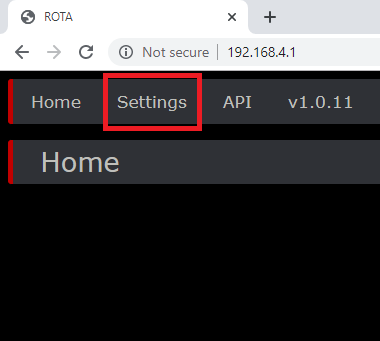 ROTA
Not secure 192.168.4.1
Home Settings API v1.0.11
Home